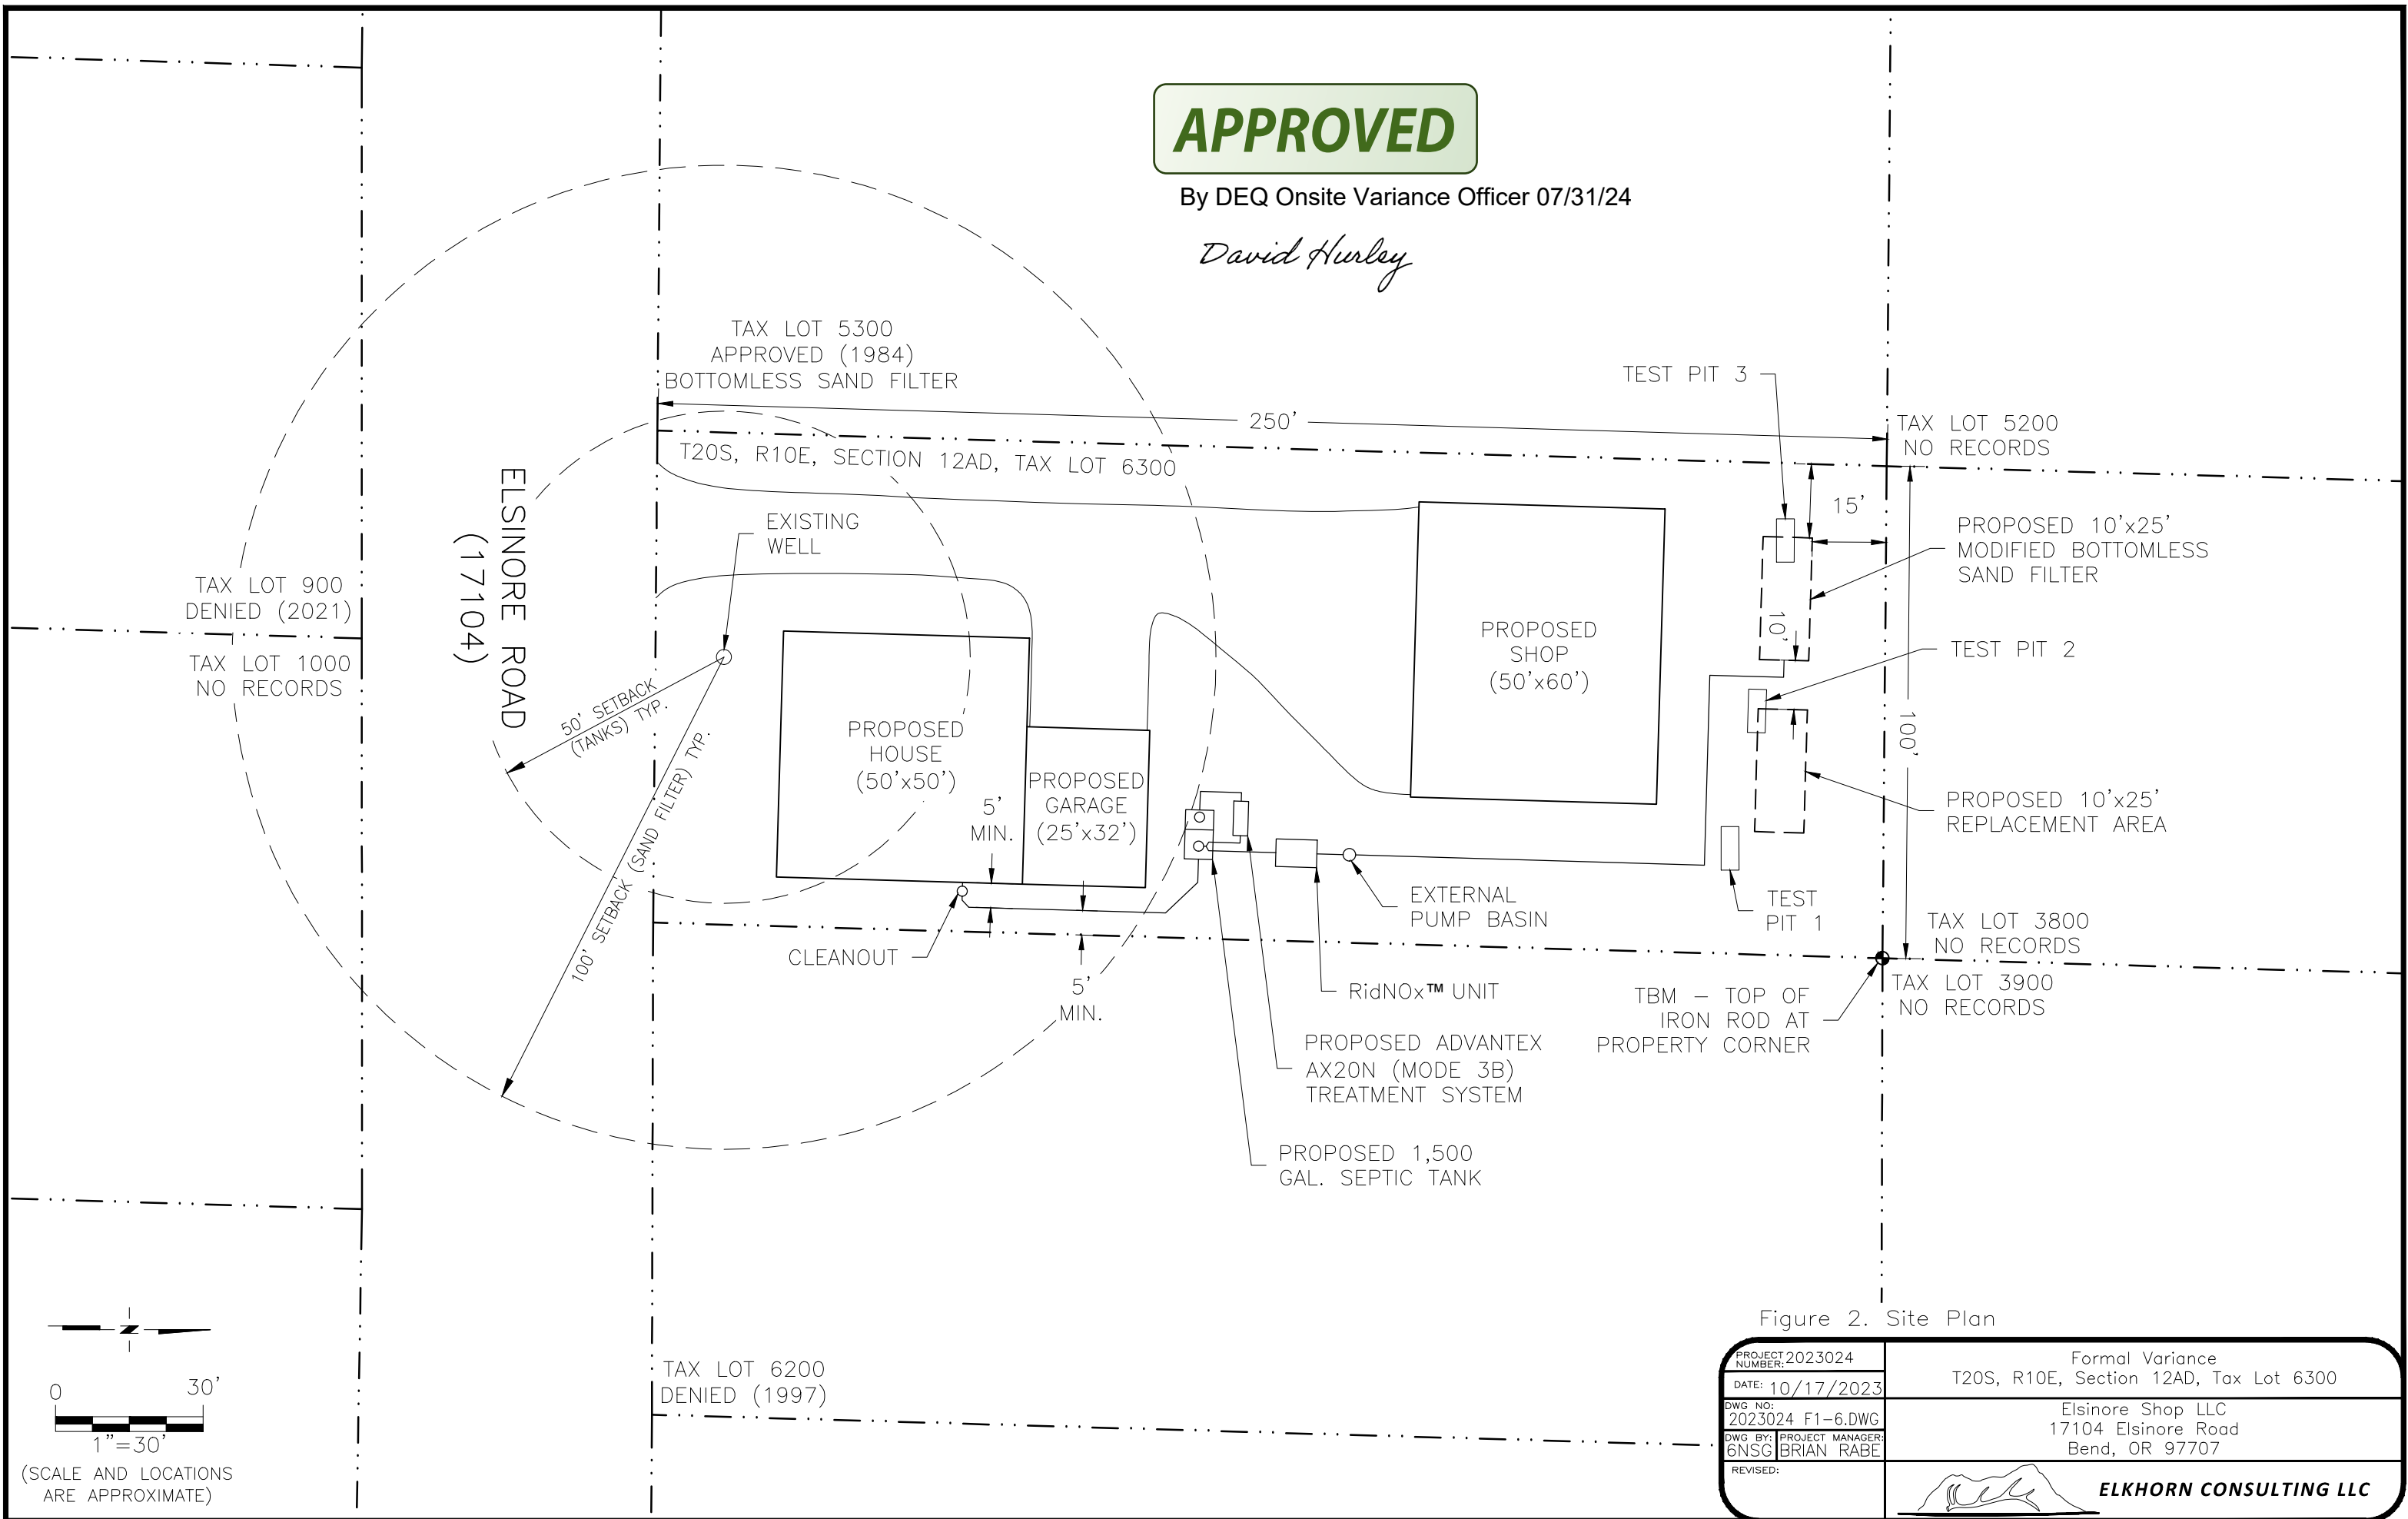 APPROVED
By DEQ Onsite Variance Officer 07/31/24
David Hurley
TAX LOT 5300
APPROVED (1984)
BOTTOMLESS SAND FILTER
TEST PIT 3
250'
TAX LOT 5200
NO RECORDS
T20S, R10E, SECTION 12AD, TAX LOT 6300
15'
ELSINORE ROAD
(17104)
EXISTING
WELL
PROPOSED 10'x25'
MODIFIED BOTTOMLESS
SAND FILTER
TAX LOT 900
DENIED (2021)
TAX LOT 1000
NO RECORDS
10'
PROPOSED
SHOP
(50'x60')
TEST PIT 2
50' SETBACK
(TANKS) TYP.
100' SETBACK (SAND FILTER) TYP.
PROPOSED
HOUSE
(50'x50')
100'
5'
MIN.
PROPOSED
GARAGE
(25'x32')
PROPOSED 10'x25'
REPLACEMENT AREA
EXTERNAL
PUMP BASIN
TEST
PIT 1
TAX LOT 3800
NO RECORDS
CLEANOUT
5'
MIN.
RidNOx™ UNIT
TBM – TOP OF
IRON ROD AT
PROPERTY CORNER
TAX LOT 3900
NO RECORDS
PROPOSED ADVANTEX
AX20N (MODE 3B)
TREATMENT SYSTEM
PROPOSED 1,500
GAL. SEPTIC TANK
Z
0 30'
1"=30'
(SCALE AND LOCATIONS
ARE APPROXIMATE)
TAX LOT 6200
DENIED (1997)
Figure 2. Site Plan
PROJECT NUMBER: 2023024
DATE: 10/17/2023
DWG NO:
2023024 F1-6.DWG
DWG BY: 6NSG
PROJECT MANAGER: BRIAN RABE
REVISED:
Formal Variance
T20S, R10E, Section 12AD, Tax Lot 6300
Elsinore Shop LLC
17104 Elsinore Road
Bend, OR 97707
ELKHORN CONSULTING LLC